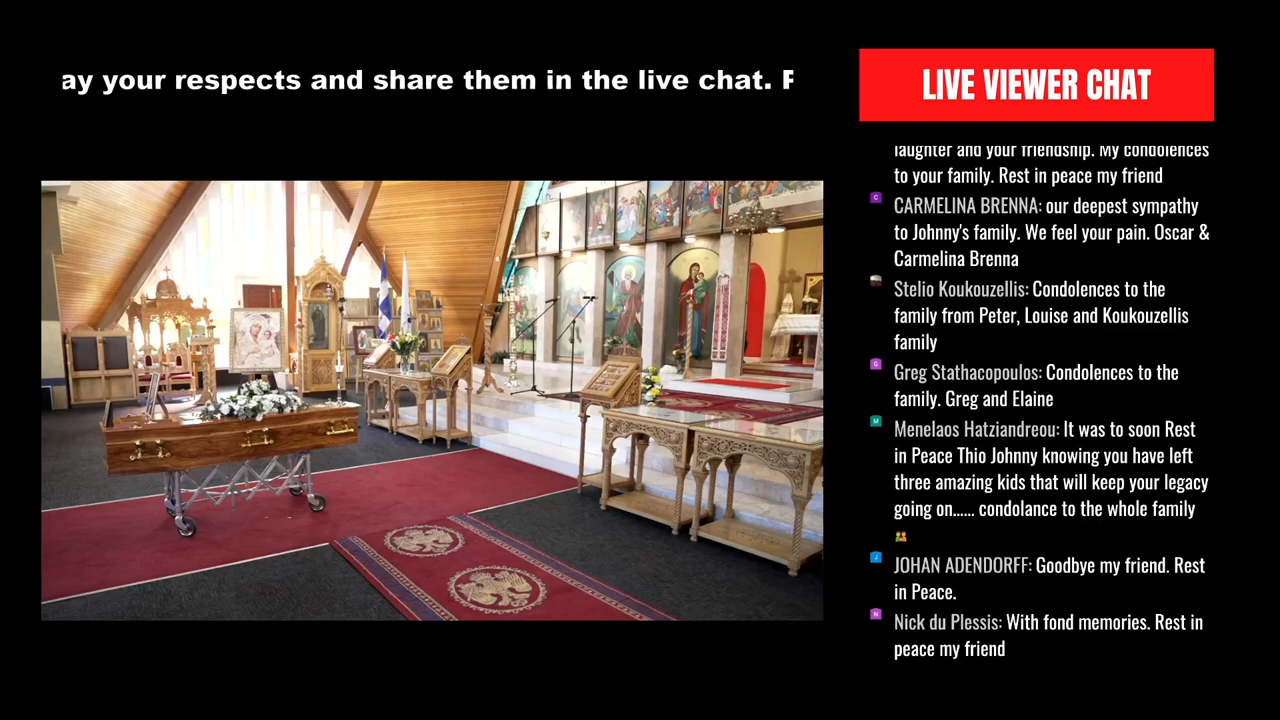 ay your respects and share them in the live chat.
LIVE VIEWER CHAT
laughter and your friendship. My condolences
to your family. Rest in peace my friend
CARMELINA BRENNA: our deepest sympathy
to Johnny's family. We feel your pain. Oscar &
Carmelina Brenna
Stelio Koukouzellis: Condolences to the
family from Peter, Louise and Koukouzellis
family
Greg Stathacopoulos: Condolences to the
family. Greg and Elaine
Menelaos Hatziandreou: It was to soon Rest
in Peace Thio Johnny knowing you have left
three amazing kids that will keep your legacy
going on...... condolance to the whole family
JOHAN ADENDORFF: Goodbye my friend. Rest
in Peace.
Nick du Plessis: With fond memories. Rest in
peace my friend